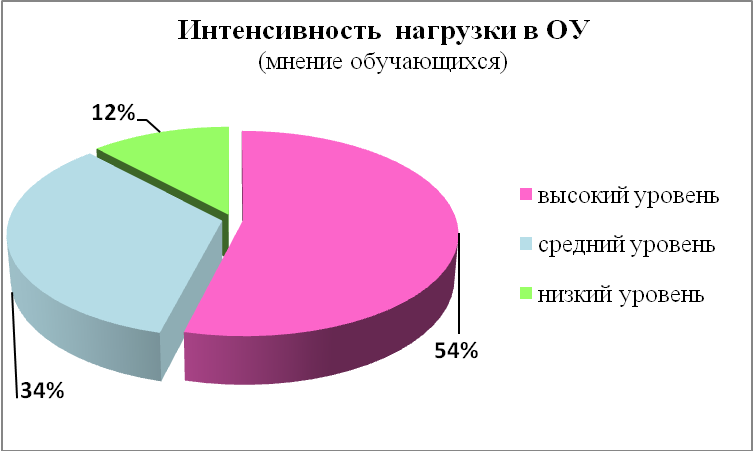 Интенсивность нагрузки в ОУ
(мнение обучающихся)
12%
высокий уровень
средний уровень
низкий уровень
54%
34%